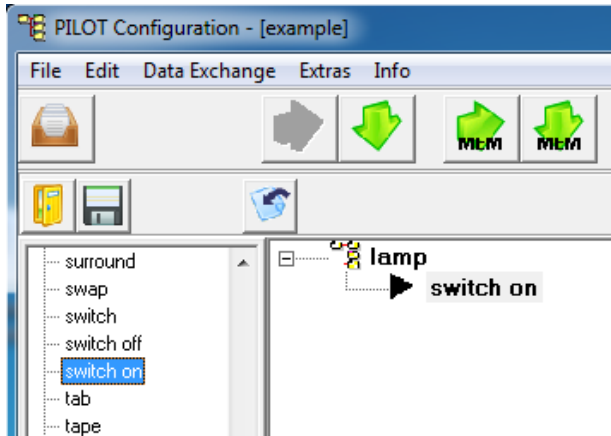 PILOT Configuration - [example]
File Edit Data Exchange Extras Info
MEM MEM
surround
swap
switch
switch off
switch on
tab
tape
lamp
switch on